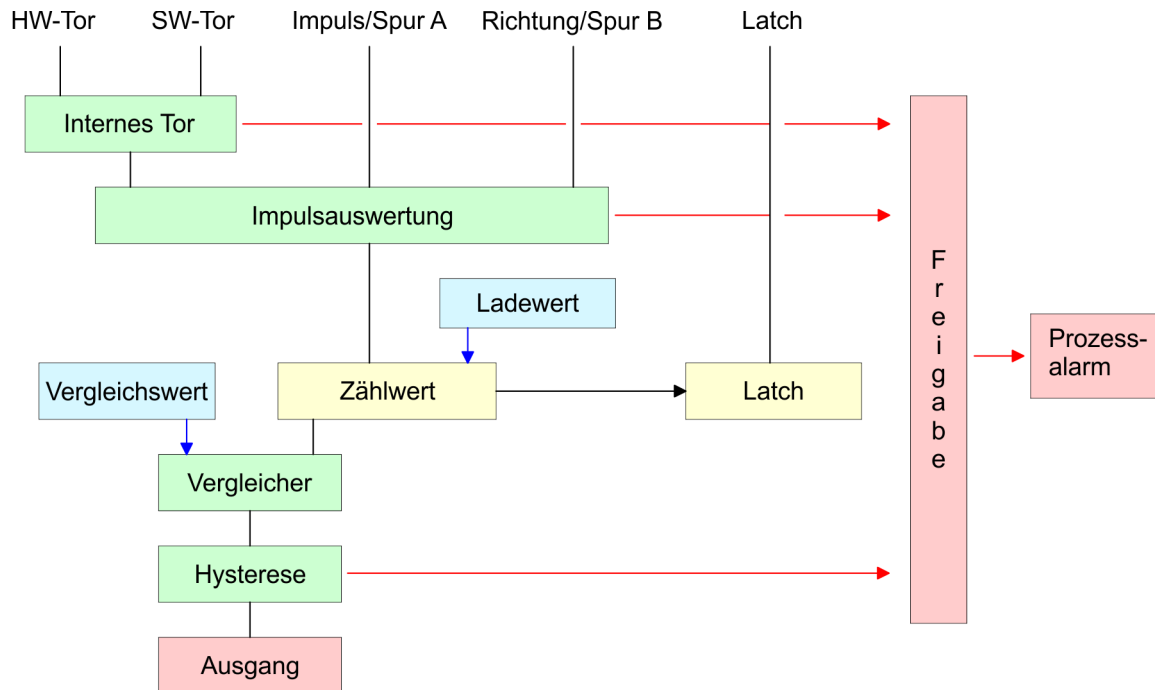 HW-Tor
SW-Tor
Impuls/Spur A
Richtung/Spur B
Latch
Internes Tor
Impulsauswertung
Ladewert
Vergleichswert
Zählwert
Latch
Vergleicher
Hysterese
Ausgang
Freigabe
Prozess-
alarm